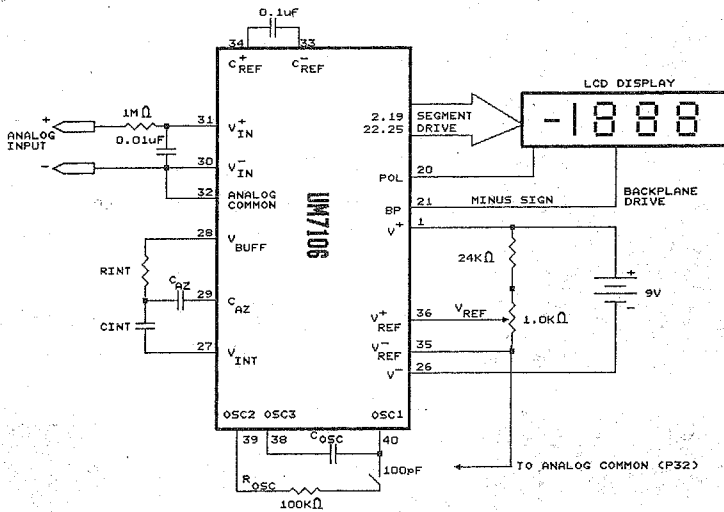 0.1uF
34
33
C+REF
C-REF
LCD DISPLAY
-1888
+
ANALOG
INPUT
-
1MΩ
0.01uF
31
V+IN
30
V-IN
32
ANALOG
COMMON
2.19
22.25
SEGMENT
DRIVE
POL
20
BP
21
MINUS SIGN
BACKPLANE
DRIVE
V+
1
UM7106
28
VBUFF
RINT
CAZ
29
CAZ
CINT
27
VINT
24KΩ
+
9V
-
V+REF
36
VREF
1.0KΩ
V-REF
35
V-
26
OSC2
OSC3
OSC1
39
38
COSC
40
100pF
ROSC
100KΩ
TO ANALOG COMMON (P32)